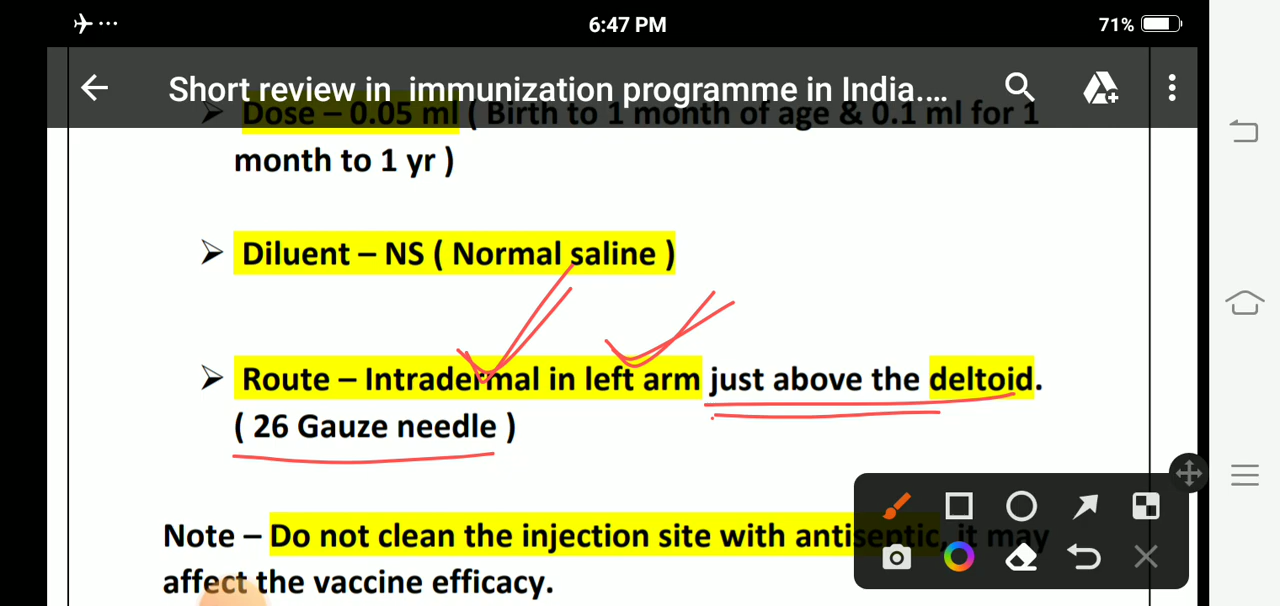 6:47 PM
71%
Short review in immunization programme in India....
Dose – 0.05 ml ( Birth to 1 month of age & 0.1 ml for 1
month to 1 yr )
Diluent – NS ( Normal saline )
Route – Intradermal in left arm just above the deltoid.
( 26 Gauze needle )
Note – Do not clean the injection site with antiseptic, it may
affect the vaccine efficacy.